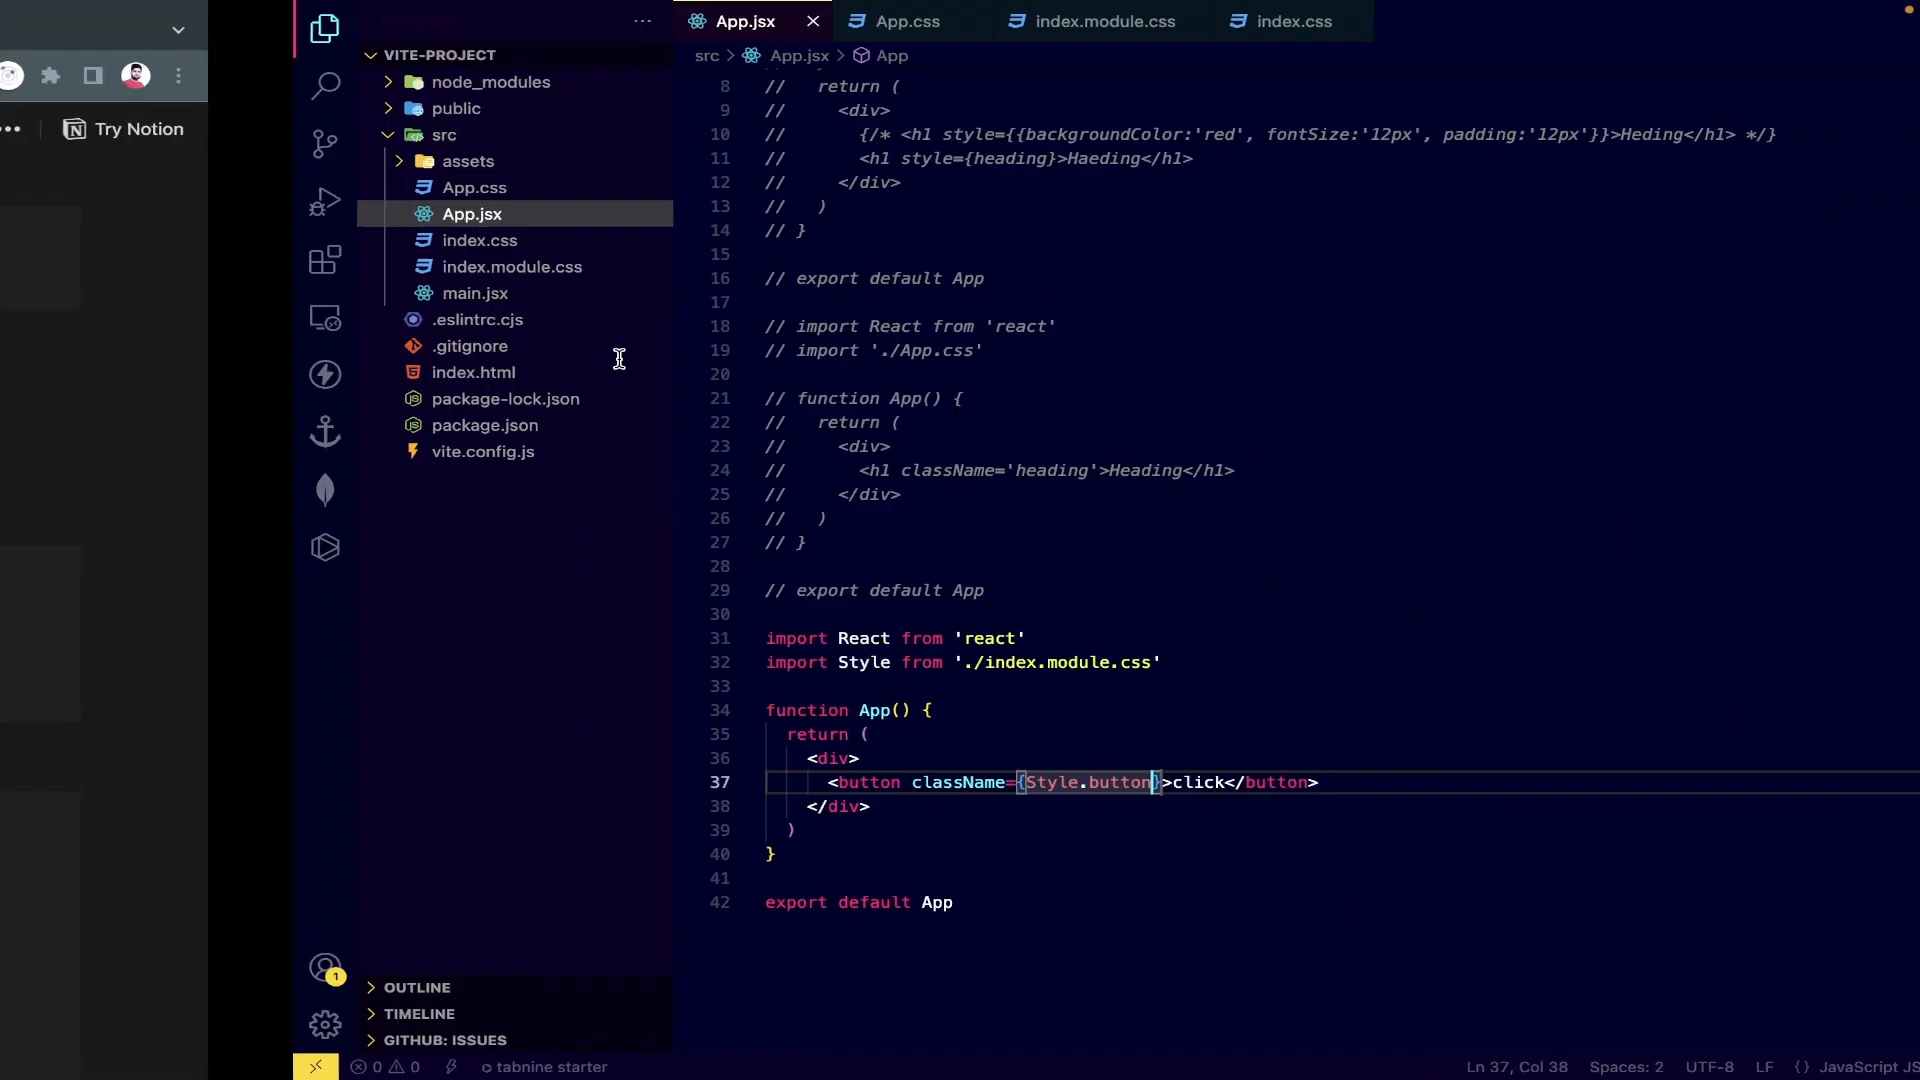 Try Notion
VITE-PROJECT
node_modules
public
src
assets
App.css
App.jsx
index.css
index.module.css
main.jsx
.eslintrc.cjs
.gitignore
index.html
package-lock.json
package.json
vite.config.js
OUTLINE
TIMELINE
GITHUB: ISSUES
1
App.jsx
App.css
index.module.css
index.css
src > App.jsx > App
8 //   return (
9 //     <div>
10 //       {/* <h1 style={{backgroundColor:'red', fontSize:'12px', padding:'12px'}}>Heding</h1> */}
11 //       <h1 style={heading}>Haeding</h1>
12 //     </div>
13 //   )
14 // }
15
16 // export default App
17
18 // import React from 'react'
19 // import './App.css'
20
21 // function App() {
22 //   return (
23 //     <div>
24 //       <h1 className='heading'>Heading</h1>
25 //     </div>
26 //   )
27 // }
28
29 // export default App
30
31 import React from 'react'
32 import Style from './index.module.css'
33
34 function App() {
35   return (
36     <div>
37       <button className={Style.button}>click</button>
38     </div>
39   )
40 }
41
42 export default App
0 0 tabnine starter
Ln 37, Col 38 Spaces: 2 UTF-8 LF {} JavaScript JS